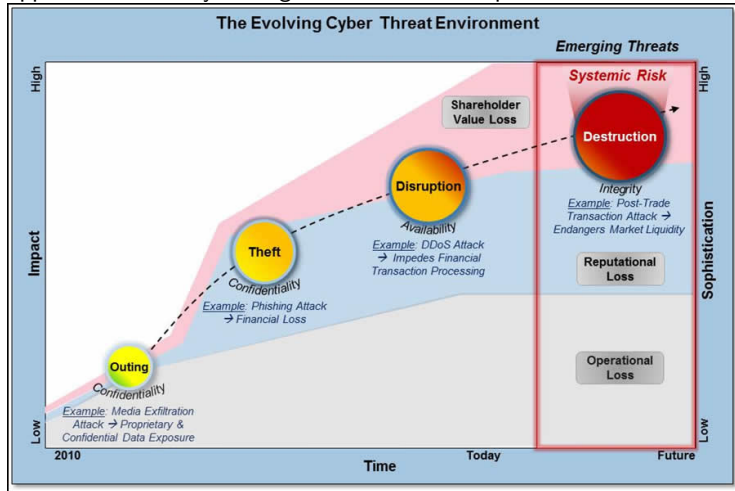 The Evolving Cyber Threat Environment
Emerging Threats
High
High
Systemic Risk
Shareholder
Value Loss
Destruction
Integrity
Example: Post-Trade
Transaction Attack →
Endangers Market Liquidity
Disruption
Availability
Example: DDoS Attack
→ Impedes Financial
Transaction Processing
Theft
Confidentiality
Example: Phishing Attack
→ Financial Loss
Reputational
Loss
Impact
Sophistication
Outing
Confidentiality
Example: Media Exfiltration
Attack → Proprietary &
Confidential Data Exposure
Operational
Loss
Low
Low
2010
Today
Future
Time